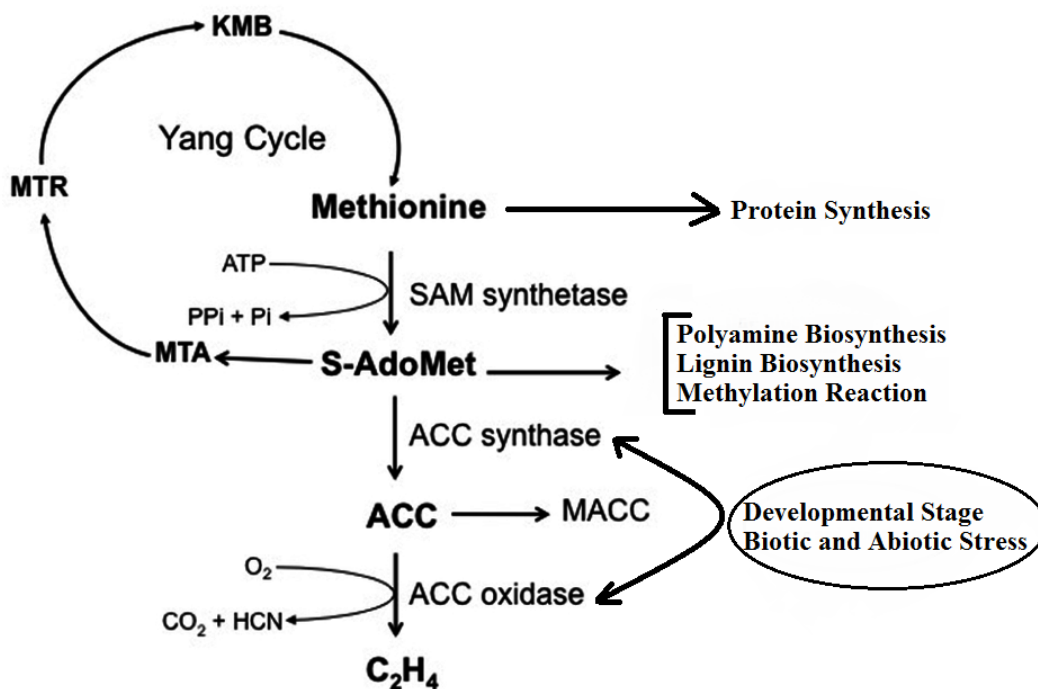 KMB
Yang Cycle
MTR
Methionine
Protein Synthesis
ATP
SAM synthetase
PPi + Pi
MTA
S-AdoMet
Polyamine Biosynthesis
Lignin Biosynthesis
Methylation Reaction
ACC synthase
ACC
MACC
Developmental Stage
Biotic and Abiotic Stress
O₂
ACC oxidase
CO₂ + HCN
C₂H₄